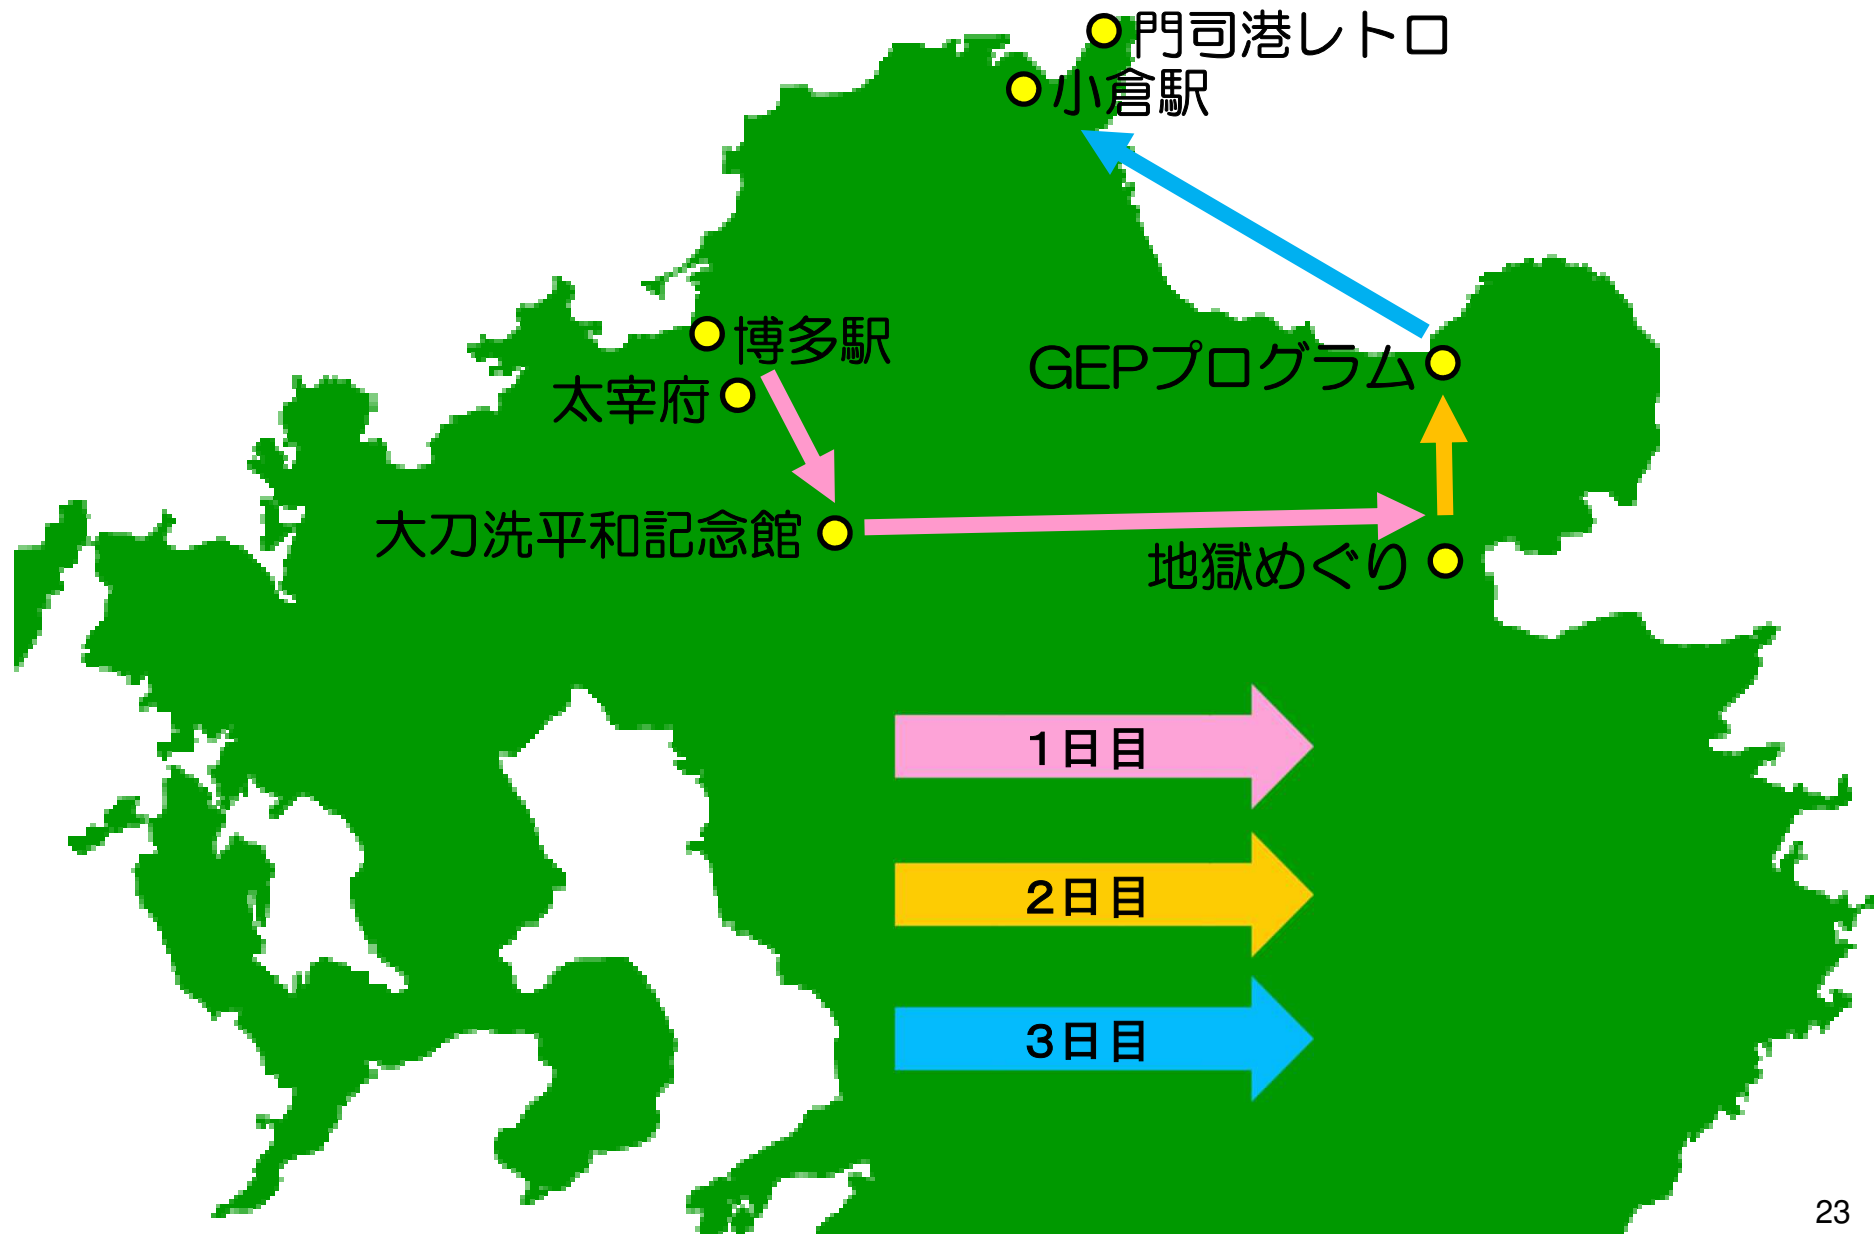 門司港レトロ
小倉駅
博多駅
GEPプログラム
太宰府
大刀洗平和記念館
地獄めぐり
1日目
2日目
3日目
23